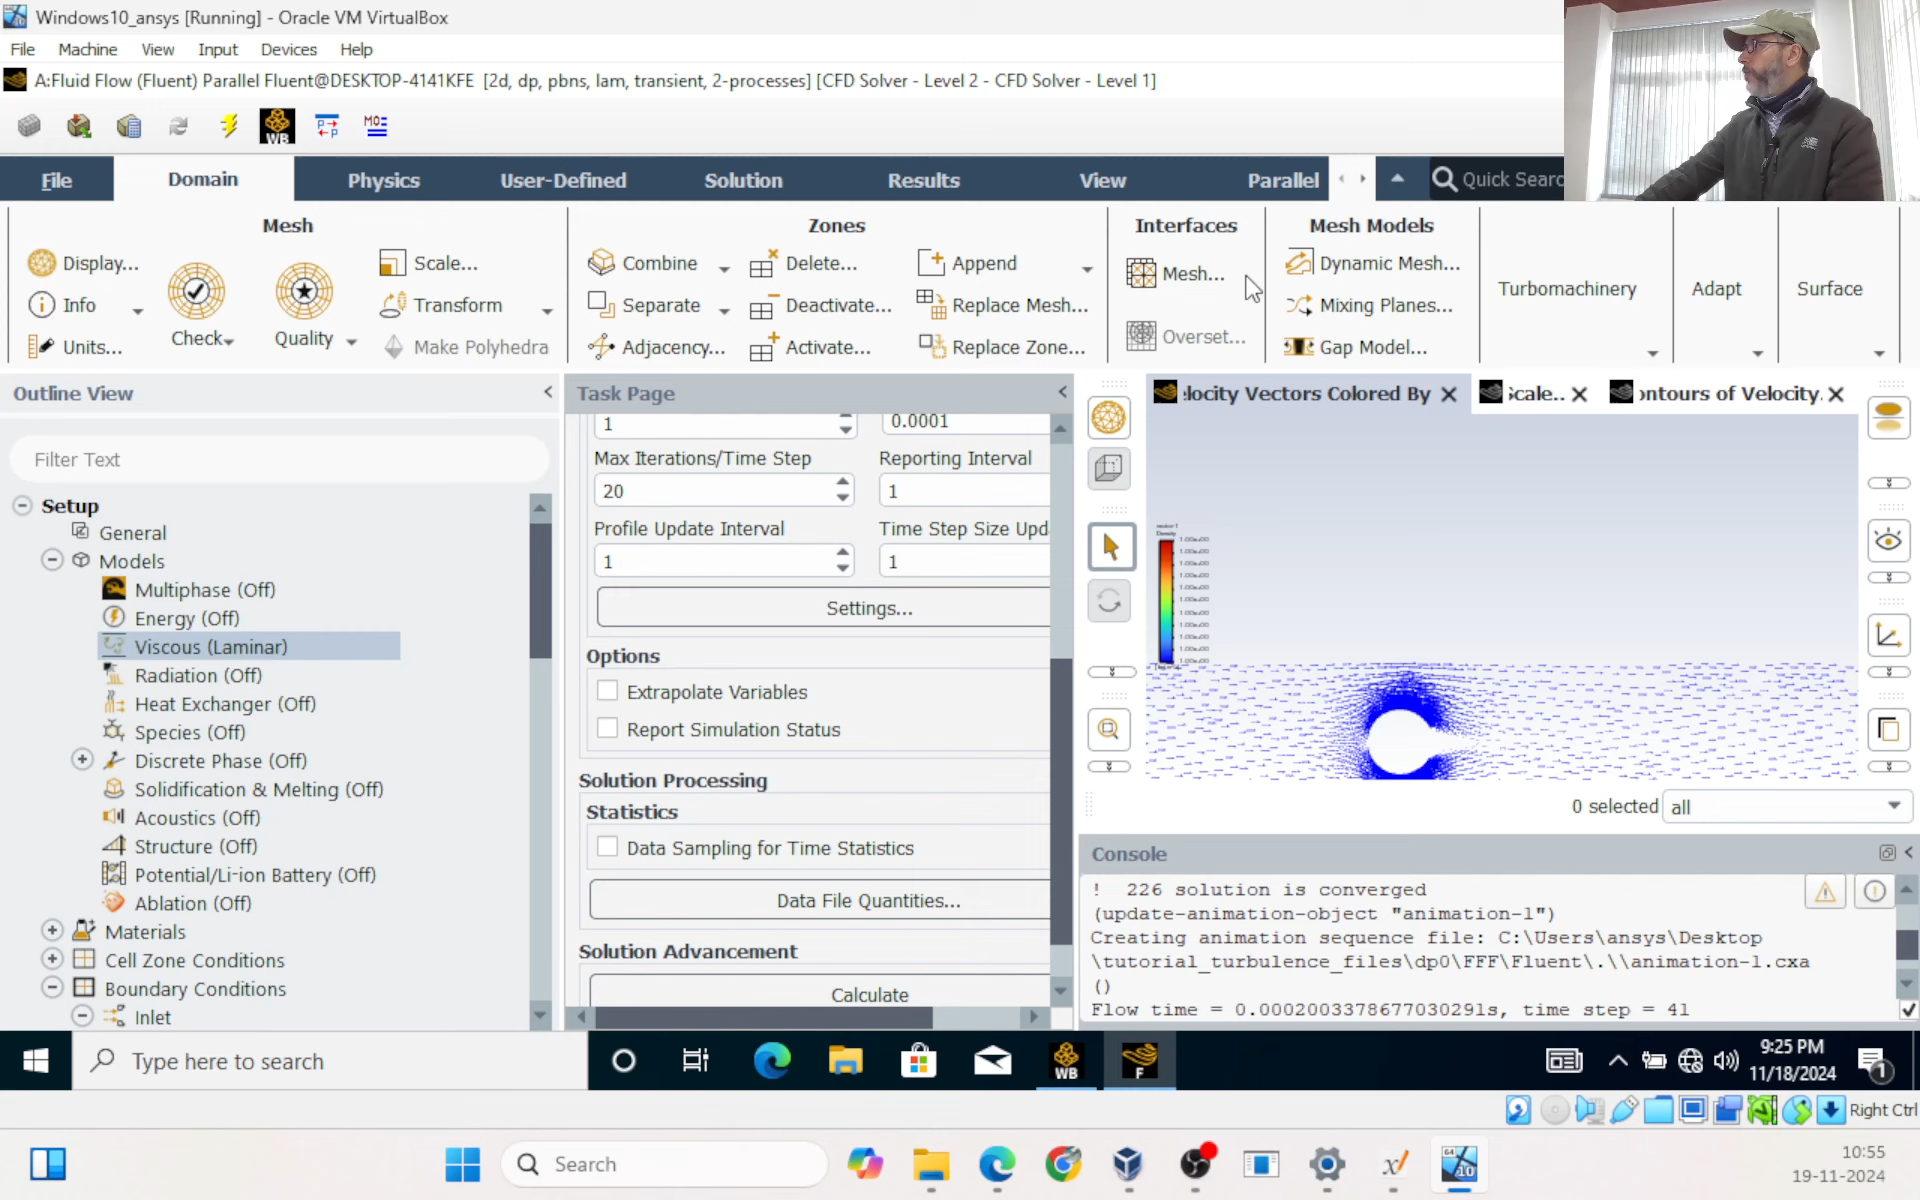 Windows10_ansys [Running] - Oracle VM VirtualBox
File Machine View Input Devices Help
A:Fluid Flow (Fluent) Parallel Fluent@DESKTOP-4141KFE [2d, dp, pbns, lam, transient, 2-processes] [CFD Solver - Level 2 - CFD Solver - Level 1]
WB
File Domain Physics User-Defined Solution Results View Parallel Quick Searc
Mesh Zones Interfaces Mesh Models
Display... Scale... Combine Delete... Append Mesh... Dynamic Mesh...
Info Transform Separate Deactivate... Replace Mesh... Mixing Planes...
Turbomachinery Adapt Surface
Check Quality Overset...
Units... Make Polyhedra Adjacency... Activate... Replace Zone... Gap Model...
Outline View
Filter Text
Setup
General
Models
Multiphase (Off)
Energy (Off)
Viscous (Laminar)
Radiation (Off)
Heat Exchanger (Off)
Species (Off)
Discrete Phase (Off)
Solidification & Melting (Off)
Acoustics (Off)
Structure (Off)
Potential/Li-ion Battery (Off)
Ablation (Off)
Materials
Cell Zone Conditions
Boundary Conditions
Inlet
Task Page
1 0.0001
Max Iterations/Time Step Reporting Interval
20 1
Profile Update Interval Time Step Size Upd
1 1
Settings...
Options
Extrapolate Variables
Report Simulation Status
Solution Processing
Statistics
Data Sampling for Time Statistics
Data File Quantities...
Solution Advancement
Calculate
locity Vectors Colored By
cale..
ntours of Velocity.
0 selected all
Console
! 226 solution is converged
(update-animation-object "animation-1")
Creating animation sequence file: C:\Users\ansys\Desktop
\tutorial_turbulence_files\dp0\FFF\Fluent\.\\animation-1.cxa
()
Flow time = 0.0002003378677030291s, time step = 41
Type here to search
WB
F
9:25 PM
11/18/2024
1
Right Ctrl
Search
10:55
19-11-2024